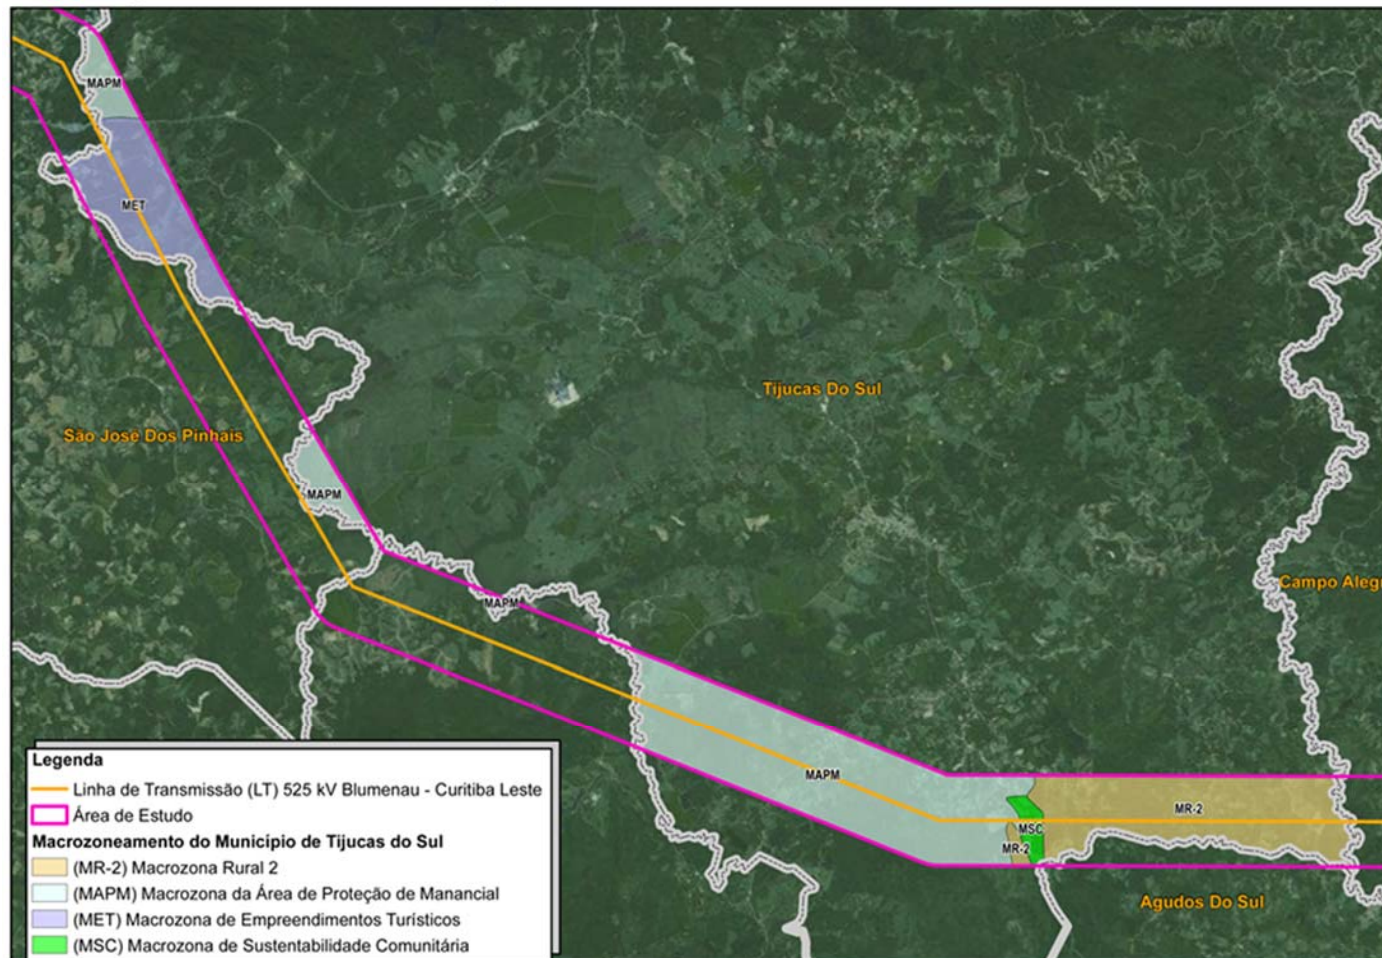 MAPM
MET
Tijucas Do Sul
São José Dos Pinhais
MAPM
Campo Alegr
MAPM
MAPM
MR-2
MSC
MR-2
Agudos Do Sul
Legenda
Linha de Transmissão (LT) 525 kV Blumenau - Curitiba Leste
Área de Estudo
Macrozoneamento do Município de Tijucas do Sul
(MR-2) Macrozona Rural 2
(MAPM) Macrozona da Área de Proteção de Manancial
(MET) Macrozona de Empreendimentos Turísticos
(MSC) Macrozona de Sustentabilidade Comunitária